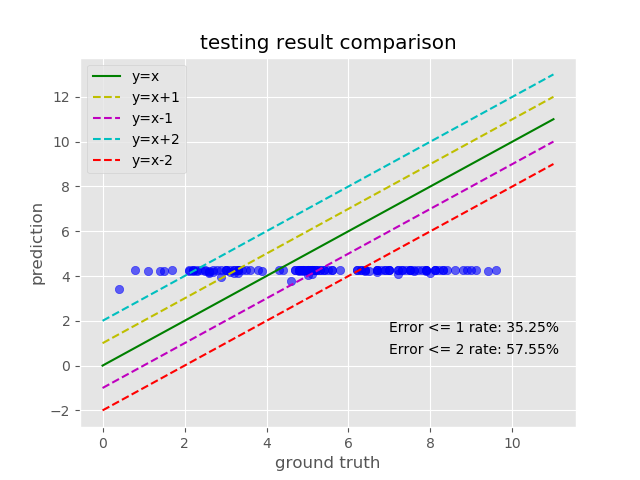 testing result comparison
y=x
y=x+1
y=x-1
y=x+2
y=x-2
12
10
8
6
4
2
0
−2
prediction
Error <= 1 rate: 35.25%
Error <= 2 rate: 57.55%
0 2 4 6 8 10
ground truth